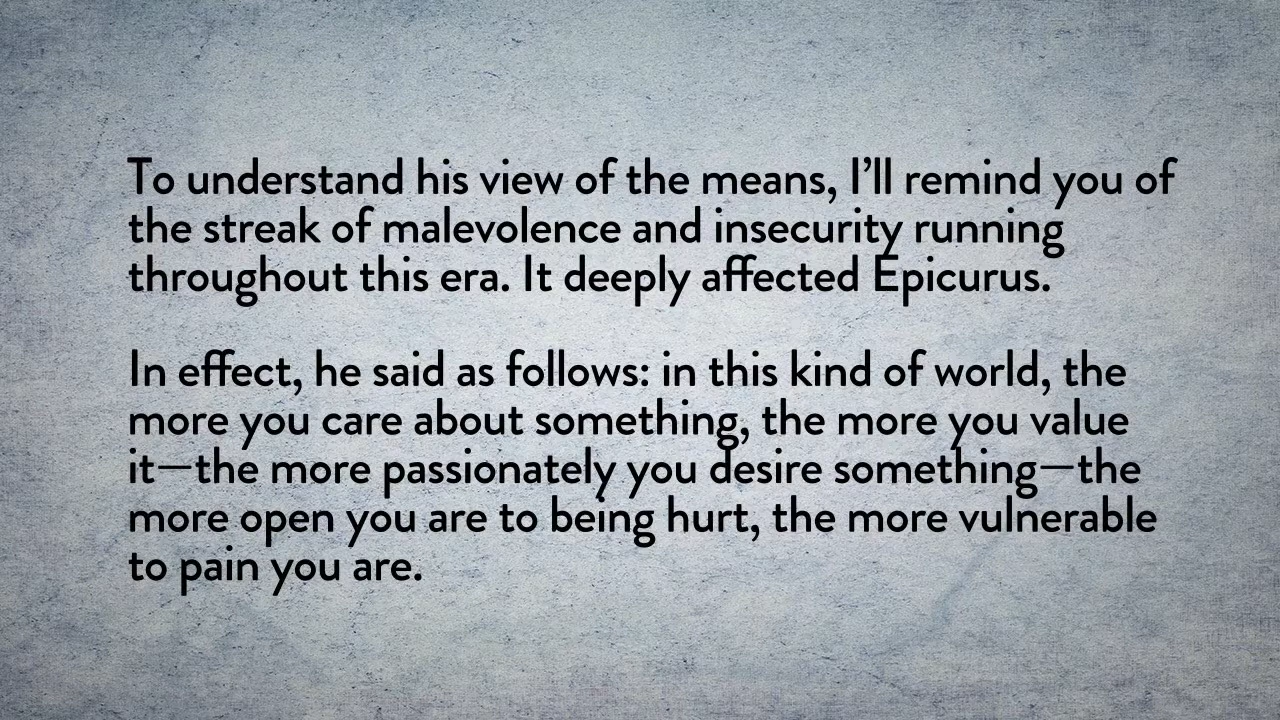 To understand his view of the means, I’ll remind you of
the streak of malevolence and insecurity running
throughout this era. It deeply affected Epicurus.
In effect, he said as follows: in this kind of world, the
more you care about something, the more you value
it—the more passionately you desire something—the
more open you are to being hurt, the more vulnerable
to pain you are.